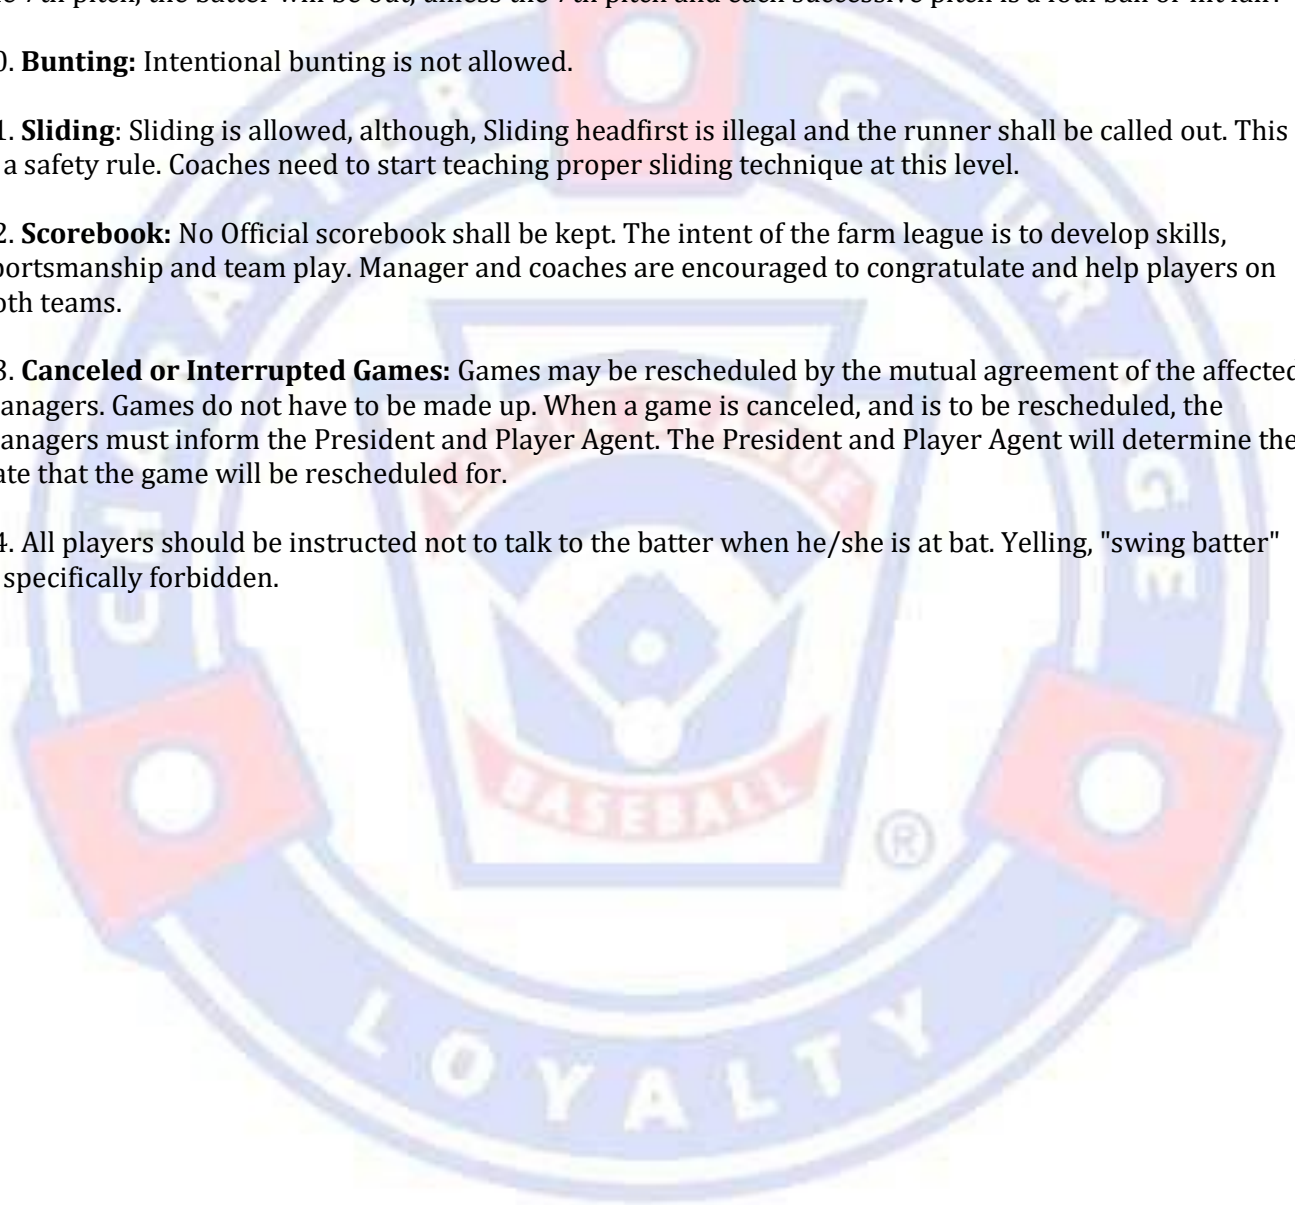 7th pitch, the batter will be out, unless the 7th pitch and each successive pitch is a foul ball or hit fair.
0. Bunting: Intentional bunting is not allowed.
1. Sliding: Sliding is allowed, although, Sliding headfirst is illegal and the runner shall be called out. This
a safety rule. Coaches need to start teaching proper sliding technique at this level.
2. Scorebook: No Official scorebook shall be kept. The intent of the farm league is to develop skills,
portsmanship and team play. Manager and coaches are encouraged to congratulate and help players on
oth teams.
3. Canceled or Interrupted Games: Games may be rescheduled by the mutual agreement of the affected
anagers. Games do not have to be made up. When a game is canceled, and is to be rescheduled, the
anagers must inform the President and Player Agent. The President and Player Agent will determine the
ate that the game will be rescheduled for.
4. All players should be instructed not to talk to the batter when he/she is at bat. Yelling, "swing batter"
specifically forbidden.
CHARACTER
COURAGE
LITTLE LEAGUE
BASEBALL
®
LOYALTY